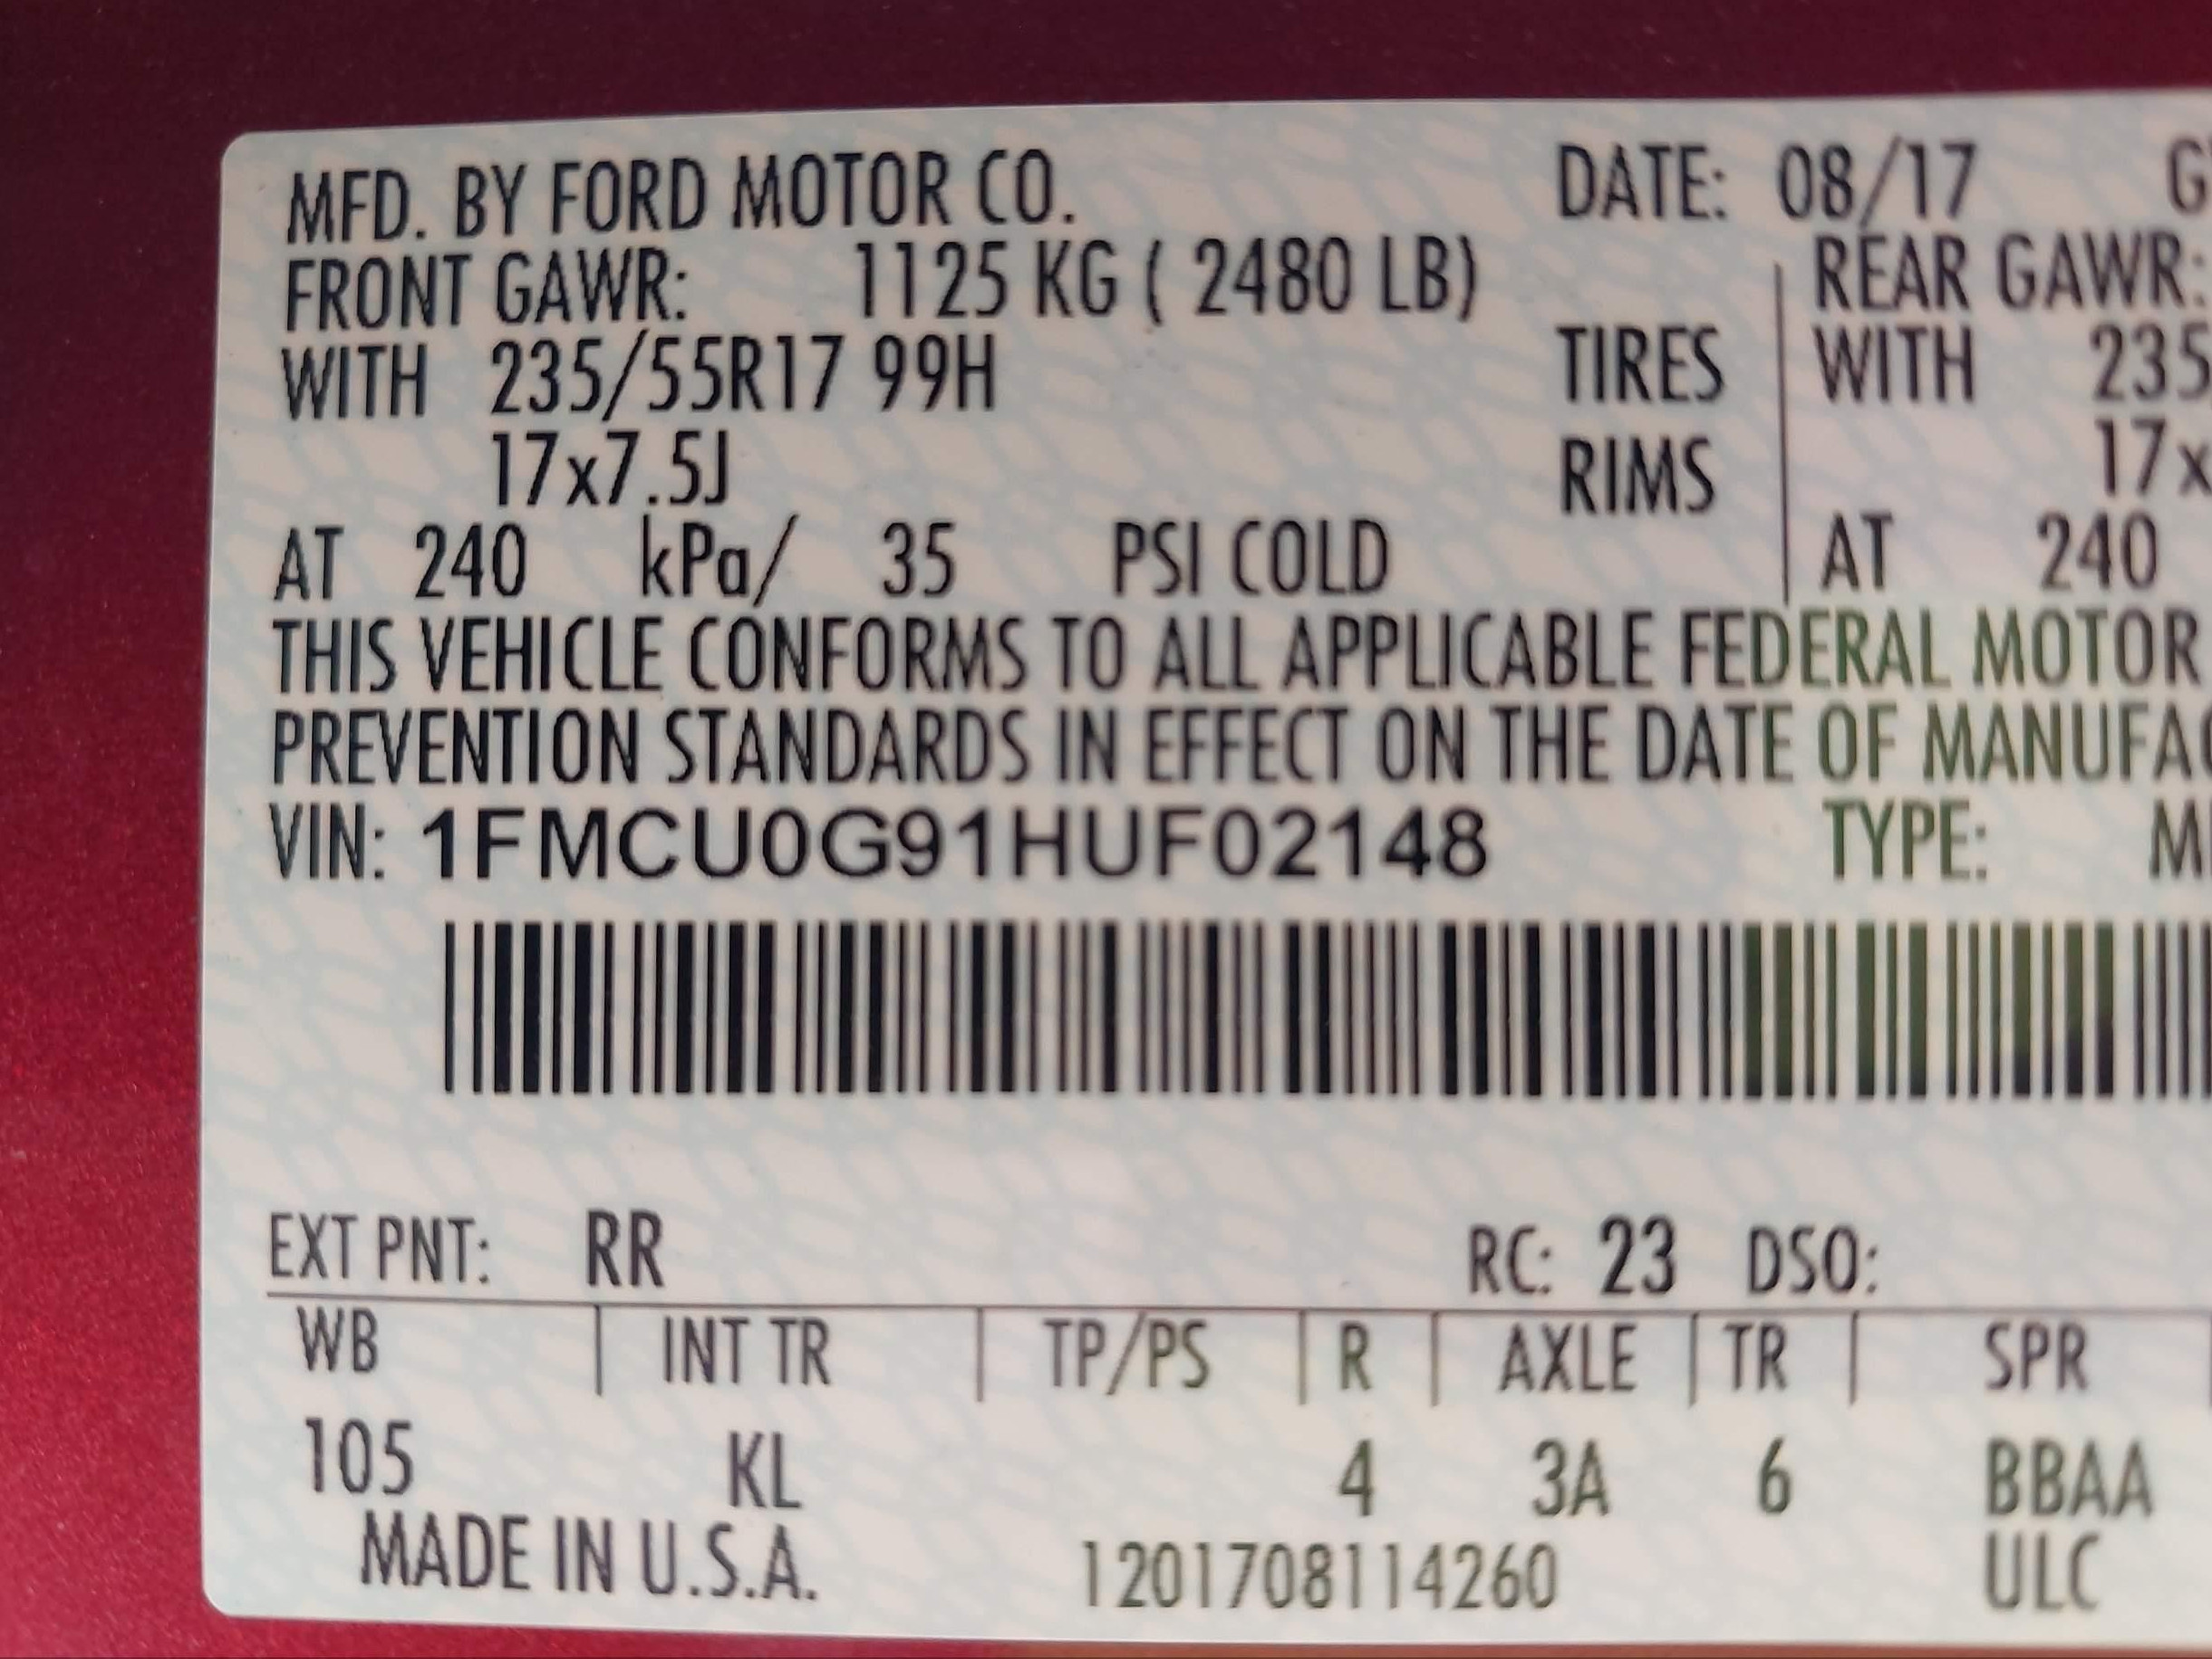 MFD. BY FORD MOTOR CO. DATE: 08/17
FRONT GAWR: 1125 KG ( 2480 LB) REAR GAWR:
WITH 235/55R17 99H TIRES WITH 235
17x7.5J RIMS 17x
AT 240 kPa/ 35 PSI COLD AT 240
THIS VEHICLE CONFORMS TO ALL APPLICABLE FEDERAL MOTOR
PREVENTION STANDARDS IN EFFECT ON THE DATE OF
VIN: 1FMCU0G91HUF02148 TYPE:
EXT PNT: RR RC: 23 DSO:
WB INT TR TP/PS R AXLE TR SPR
105 KL 4 3A 6 BBAA
MADE IN U.S.A. 1201708114260 ULC